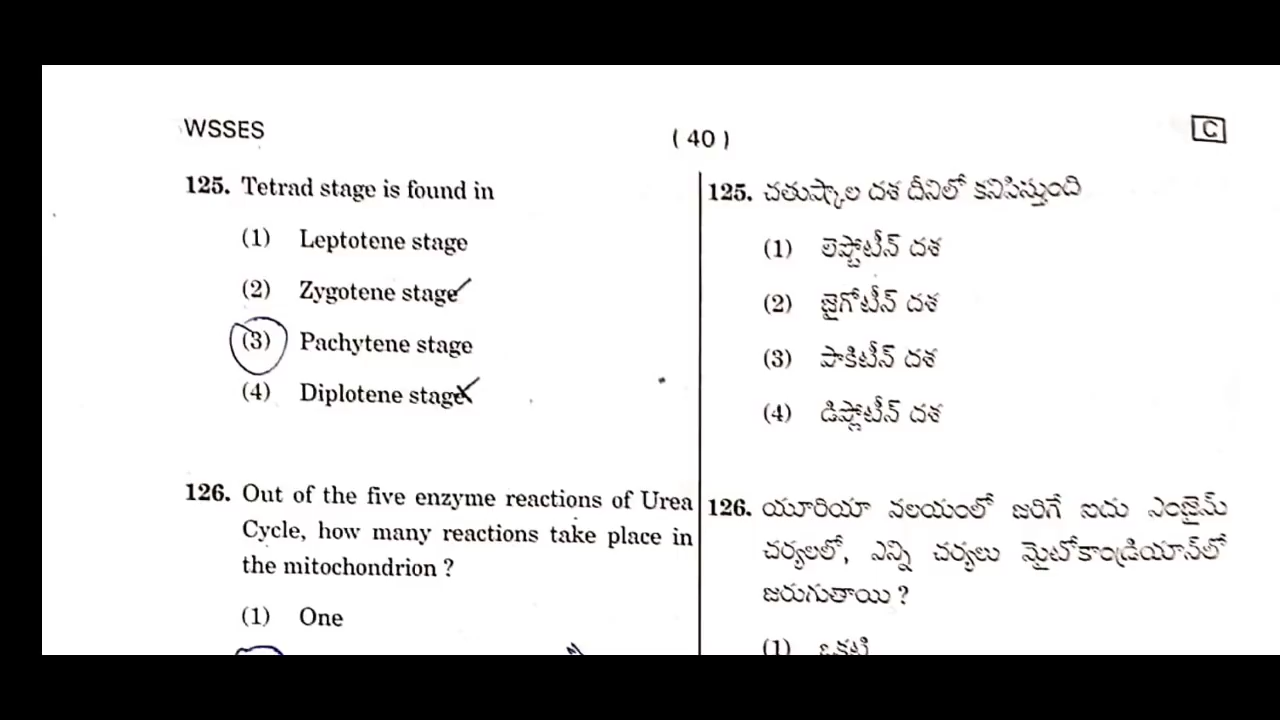 WSSES
( 40 )
C
125. Tetrad stage is found in
(1) Leptotene stage
(2) Zygotene stage
(3) Pachytene stage
(4) Diplotene stage
126. Out of the five enzyme reactions of Urea
Cycle, how many reactions take place in
the mitochondrion ?
(1) One
125. చతుష్కాల దశ దీనిలో కనిపిస్తుంది
(1) లెప్టోటీన్ దశ
(2) జైగోటీన్ దశ
(3) పాకిటీన్ దశ
(4) డిప్లోటీన్ దశ
126. యూరియా వలయంలో జరిగే ఐదు ఎంజైమ్
చర్యలలో, ఎన్ని చర్యలు మైటోకాండ్రియాన్‌లో
జరుగుతాయి ?
(1) ఒకటి